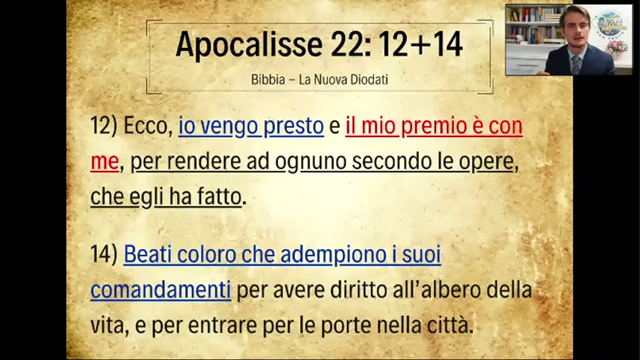 Apocalisse 22: 12+14
Bibbia – La Nuova Diodati
12) Ecco, io vengo presto e il mio premio è con
me, per rendere ad ognuno secondo le opere,
che egli ha fatto.
14) Beati coloro che adempiono i suoi
comandamenti per avere diritto all’albero della
vita, e per entrare per le porte nella città.